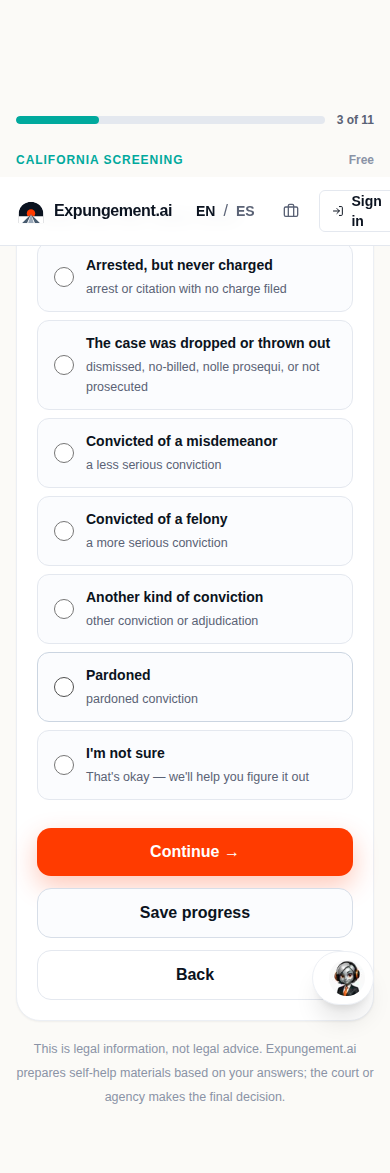 3 of 11
CALIFORNIA SCREENING
Free
Expungement.ai
EN / ES
Sign
in
Arrested, but never charged
arrest or citation with no charge filed
The case was dropped or thrown out
dismissed, no-billed, nolle prosequi, or not
prosecuted
Convicted of a misdemeanor
a less serious conviction
Convicted of a felony
a more serious conviction
Another kind of conviction
other conviction or adjudication
Pardoned
pardoned conviction
I'm not sure
That's okay — we'll help you figure it out
Continue →
Save progress
Back
This is legal information, not legal advice. Expungement.ai
prepares self-help materials based on your answers; the court or
agency makes the final decision.